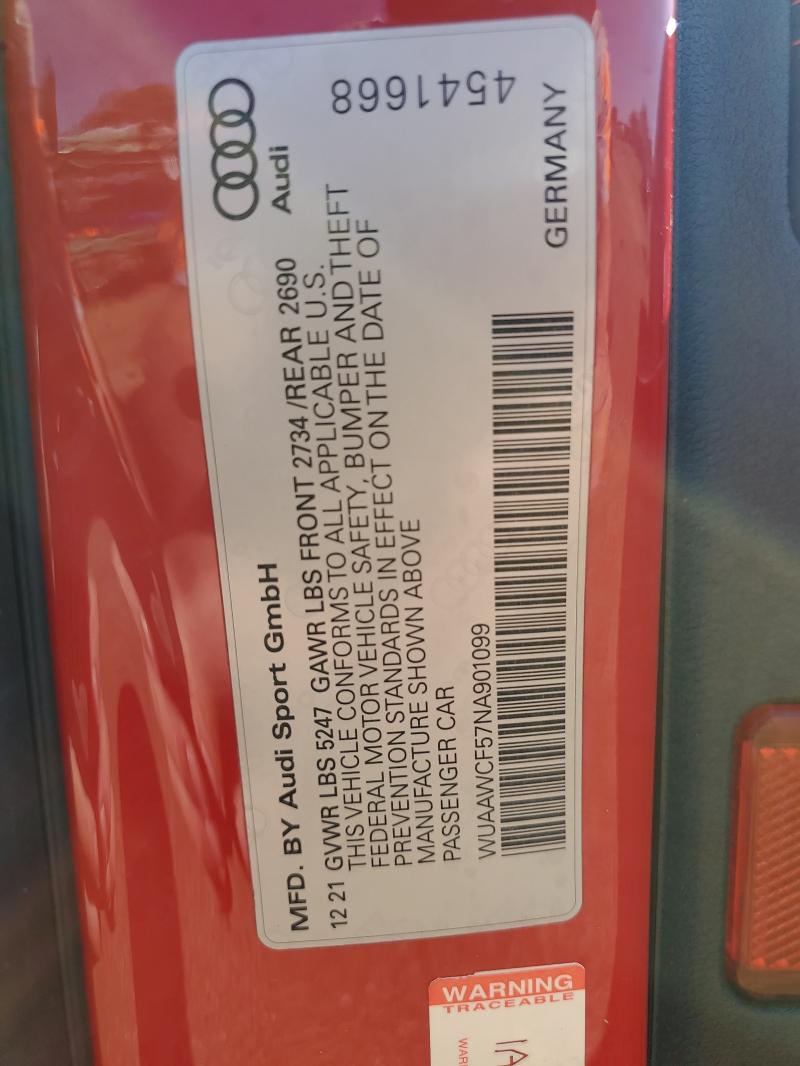 Audi
4541668
MFD. BY Audi Sport GmbH
12 21 GVWR LBS 5247 GAWR LBS FRONT 2734 /REAR 2690
THIS VEHICLE CONFORMS TO ALL APPLICABLE U.S.
FEDERAL MOTOR VEHICLE SAFETY, BUMPER AND THEFT
PREVENTION STANDARDS IN EFFECT ON THE DATE OF
MANUFACTURE SHOWN ABOVE
PASSENGER CAR
GERMANY
WUAAWCF57NA901099
WARNING
TRACEABLE